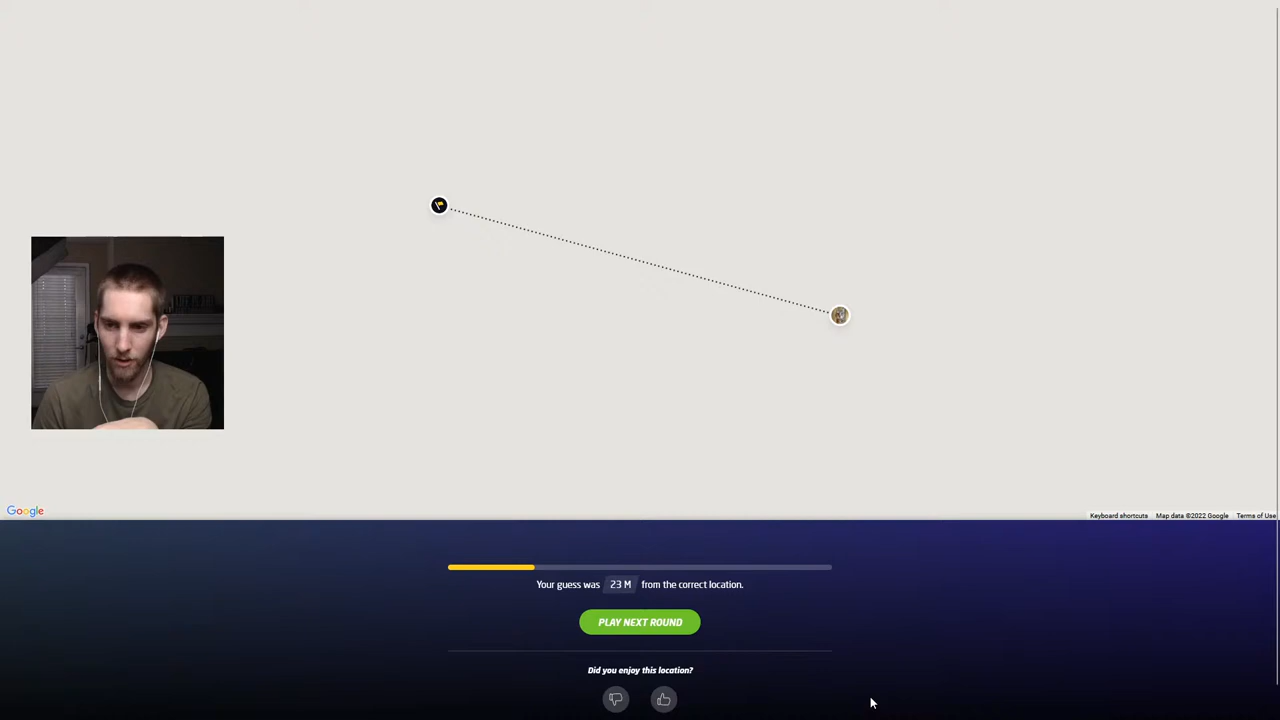 Google
Keyboard shortcuts Map data ©2022 Google Terms of Use
Your guess was 23 M from the correct location.
PLAY NEXT ROUND
Did you enjoy this location?